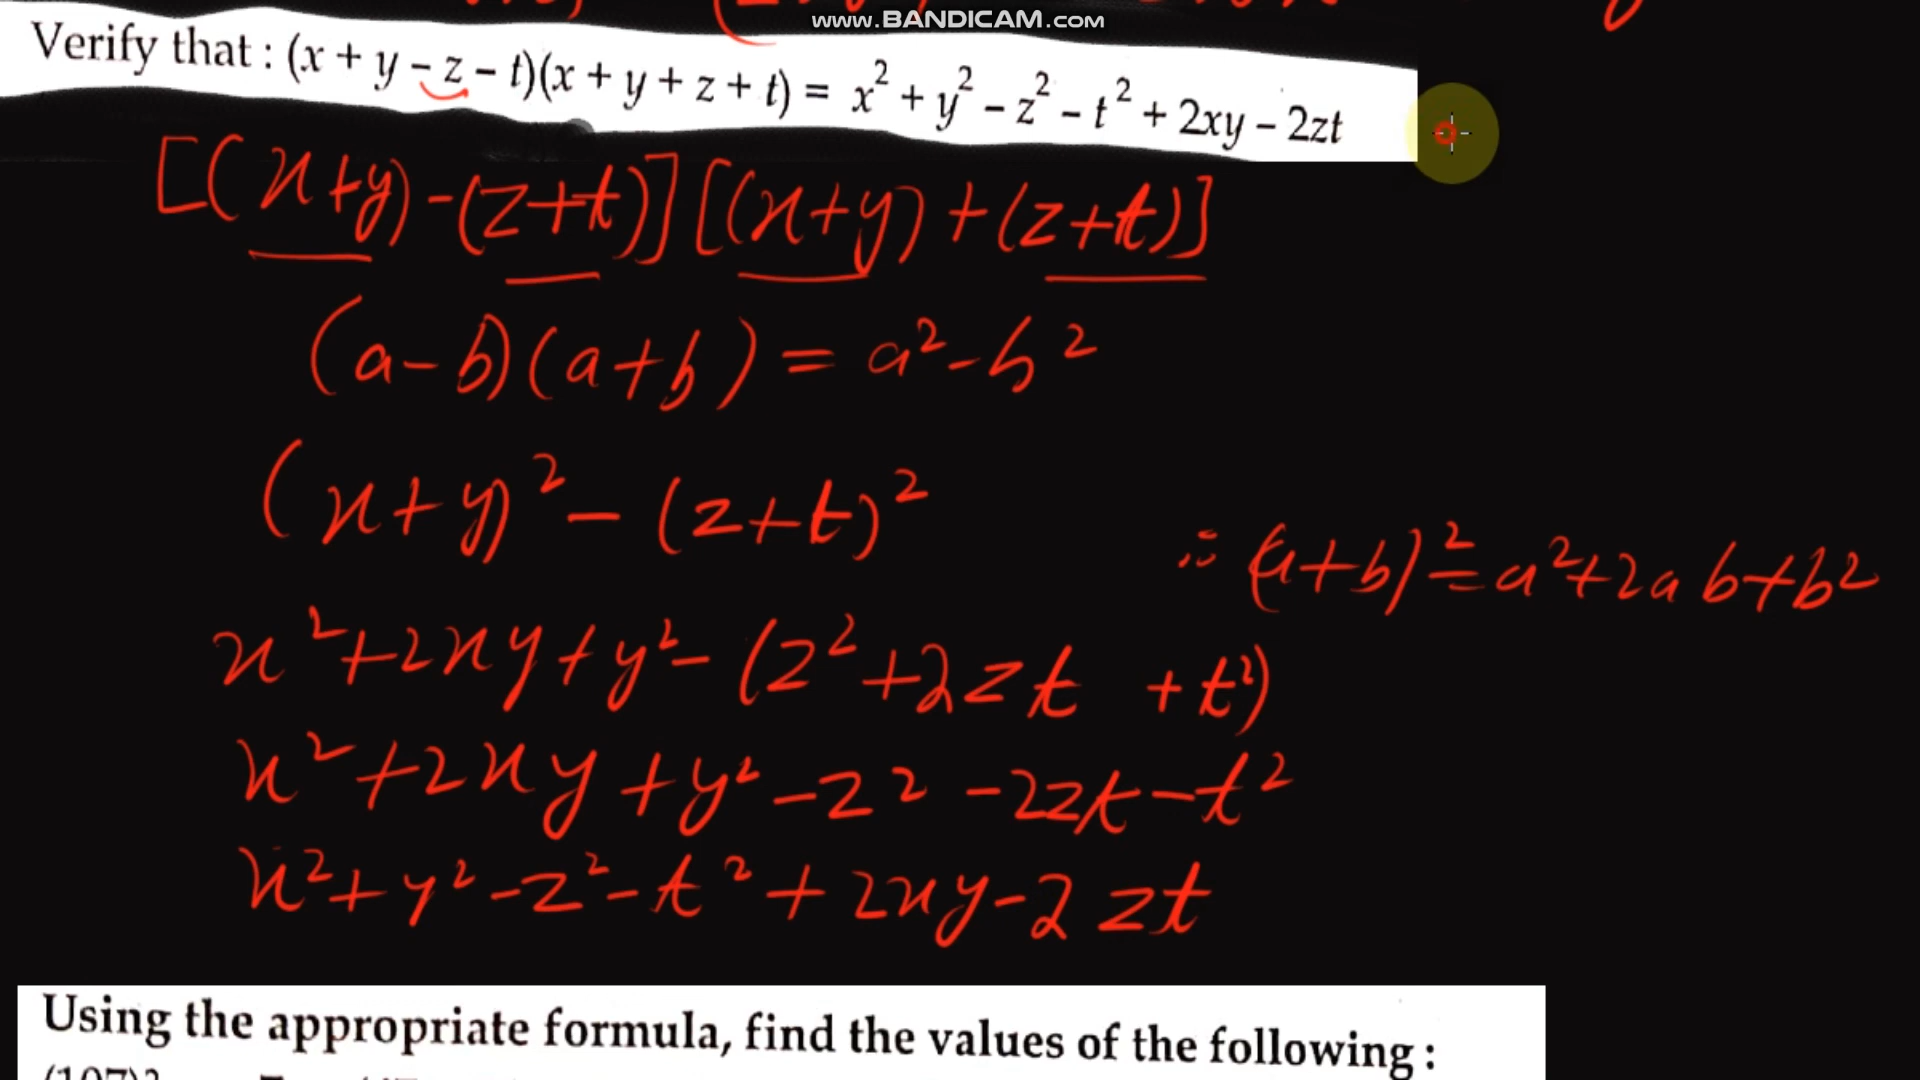 www.BANDICAM.com
Verify that : (x + y - z - t)(x + y + z + t) = x² + y² - z² - t² + 2xy - 2zt
[(x+y)-(z+t)][(x+y)+(z+t)]
(a-b)(a+b) = a²-b²
(x+y)² - (z+t)²
∴ (a+b)² = a²+2ab+b²
x²+2xy+y²-(z²+2zt +t²)
x²+2xy+y²-z²-2zt-t²
x²+y²-z²-t²+2xy-2zt
Using the appropriate formula, find the values of the following :
(107)²